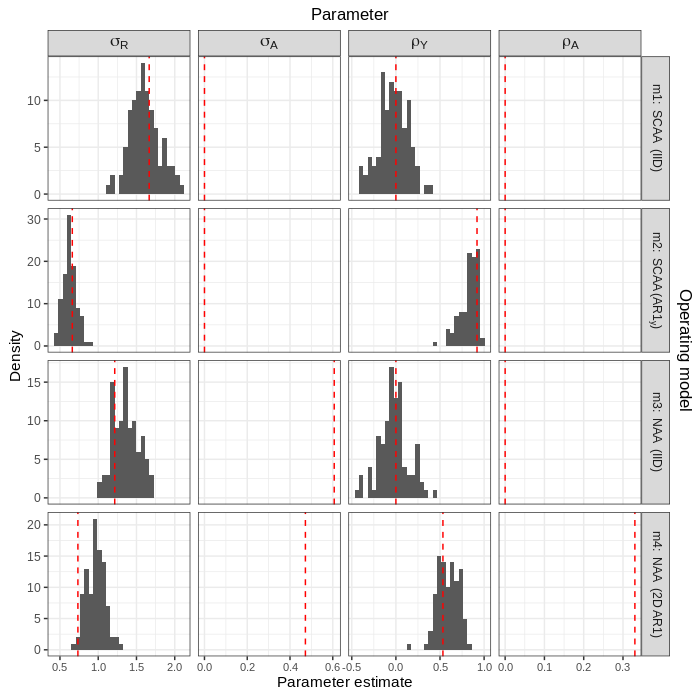 Parameter
σR σA ρY ρA
10
5
0
m1: SCAA (IID)
30
20
10
0
m2: SCAA (AR1y)
15
10
5
0
m3: NAA (IID)
20
15
10
5
0
m4: NAA (2D AR1)
Density
Operating model
0.5 1.0 1.5 2.0 0.0 0.2 0.4 0.6 -0.5 0.0 0.5 1.0 0.0 0.1 0.2 0.3
Parameter estimate